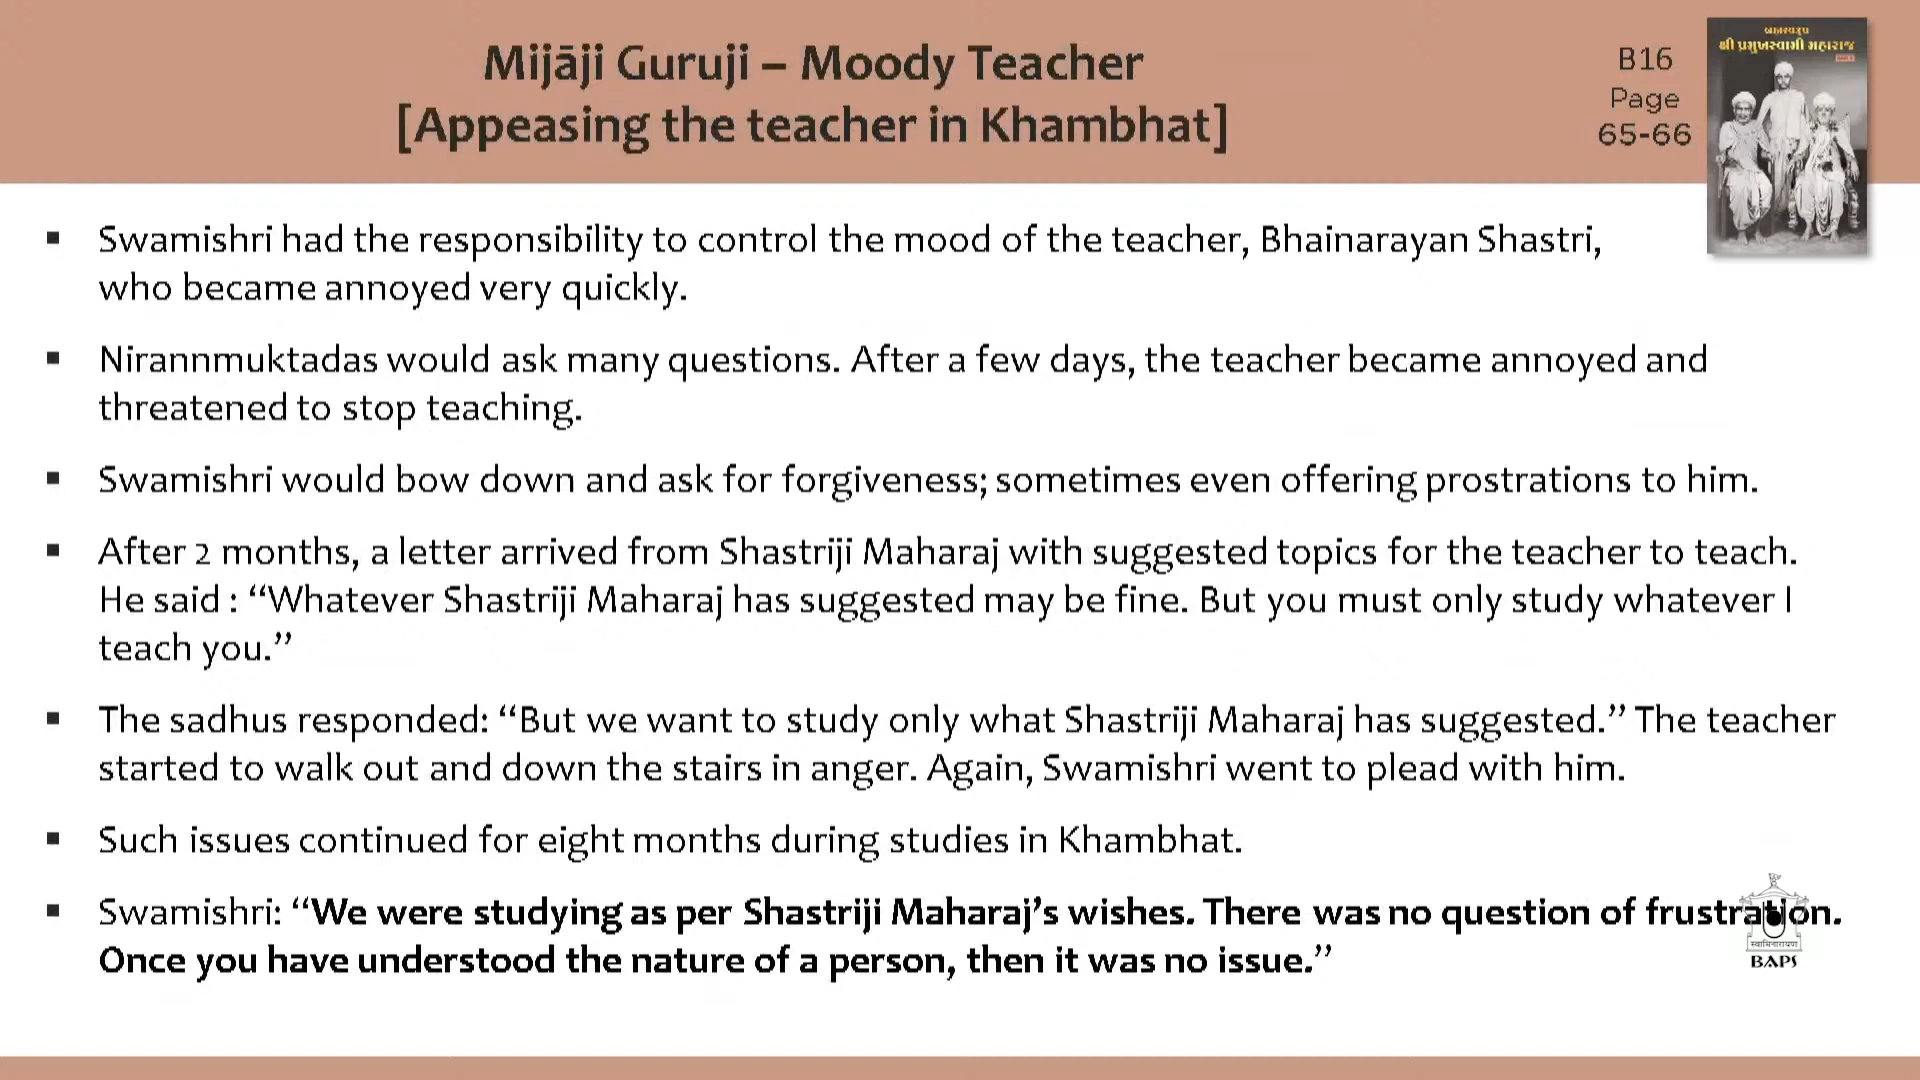 Mijāji Guruji – Moody Teacher
[Appeasing the teacher in Khambhat]
B16
Page
65-66
બ્રહ્મસ્વરૂપ
શ્રી પ્રમુખસ્વામી મહારાજ
▪ Swamishri had the responsibility to control the mood of the teacher, Bhainarayan Shastri,
who became annoyed very quickly.
▪ Nirannmuktadas would ask many questions. After a few days, the teacher became annoyed and
threatened to stop teaching.
▪ Swamishri would bow down and ask for forgiveness; sometimes even offering prostrations to him.
▪ After 2 months, a letter arrived from Shastriji Maharaj with suggested topics for the teacher to teach.
He said : “Whatever Shastriji Maharaj has suggested may be fine. But you must only study whatever I
teach you.”
▪ The sadhus responded: “But we want to study only what Shastriji Maharaj has suggested.” The teacher
started to walk out and down the stairs in anger. Again, Swamishri went to plead with him.
▪ Such issues continued for eight months during studies in Khambhat.
▪ Swamishri: “We were studying as per Shastriji Maharaj’s wishes. There was no question of frustration.
Once you have understood the nature of a person, then it was no issue.”
स्वामिनारायण
BAPS